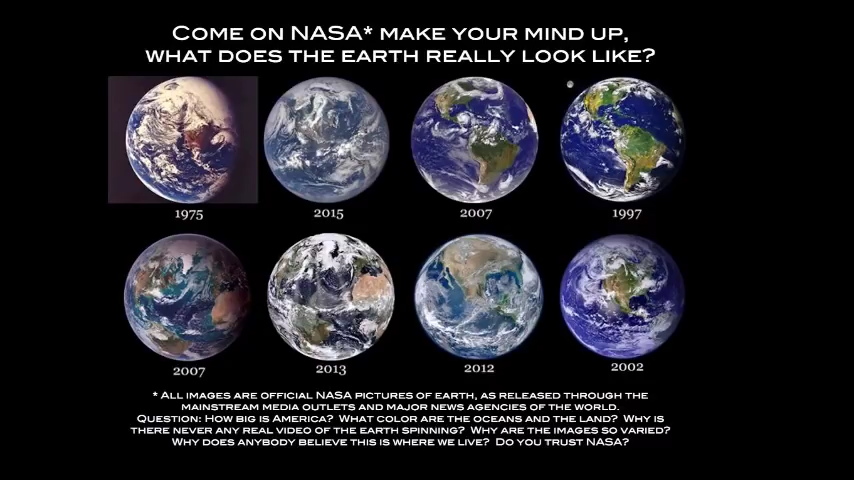 Come on NASA* make your mind up,
what does the earth really look like?
1975 2015 2007 1997
2007 2013 2012 2002
* All images are official NASA pictures of earth, as released through the
mainstream media outlets and major news agencies of the world.
Question: How big is America? What color are the oceans and the land? Why is
there never any real video of the earth spinning? Why are the images so varied?
Why does anybody believe this is where we live? Do you trust NASA?